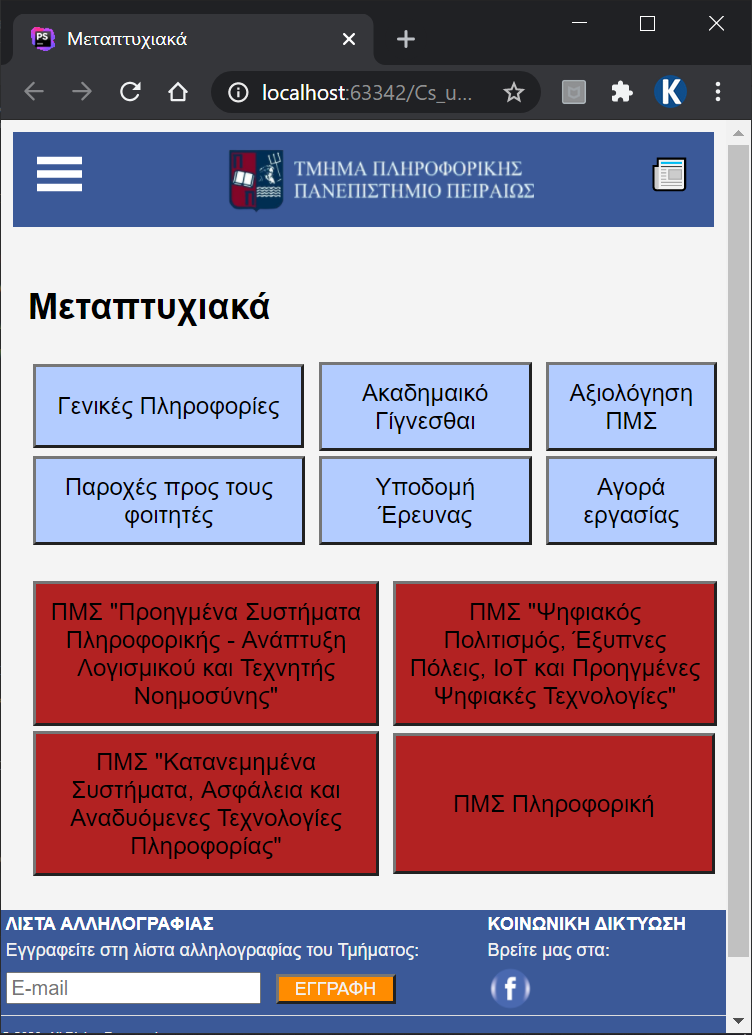 Μεταπτυχιακά
localhost:63342/Cs_u...
ΤΜΗΜΑ ΠΛΗΡΟΦΟΡΙΚΗΣ
ΠΑΝΕΠΙΣΤΗΜΙΟ ΠΕΙΡΑΙΩΣ
Μεταπτυχιακά
Γενικές Πληροφορίες
Ακαδημαικό
Γίγνεσθαι
Αξιολόγηση
ΠΜΣ
Παροχές προς τους
φοιτητές
Υποδομή
Έρευνας
Αγορά
εργασίας
ΠΜΣ "Προηγμένα Συστήματα
Πληροφορικής - Ανάπτυξη
Λογισμικού και Τεχνητής
Νοημοσύνης"
ΠΜΣ "Ψηφιακός
Πολιτισμός, Έξυπνες
Πόλεις, IoT και Προηγμένες
Ψηφιακές Τεχνολογίες"
ΠΜΣ "Κατανεμημένα
Συστήματα, Ασφάλεια και
Αναδυόμενες Τεχνολογίες
Πληροφορίας"
ΠΜΣ Πληροφορική
ΛΙΣΤΑ ΑΛΛΗΛΟΓΡΑΦΙΑΣ
Εγγραφείτε στη λίστα αλληλογραφίας του Τμήματος:
E-mail
ΕΓΓΡΑΦΗ
ΚΟΙΝΩΝΙΚΗ ΔΙΚΤΥΩΣΗ
Βρείτε μας στα: